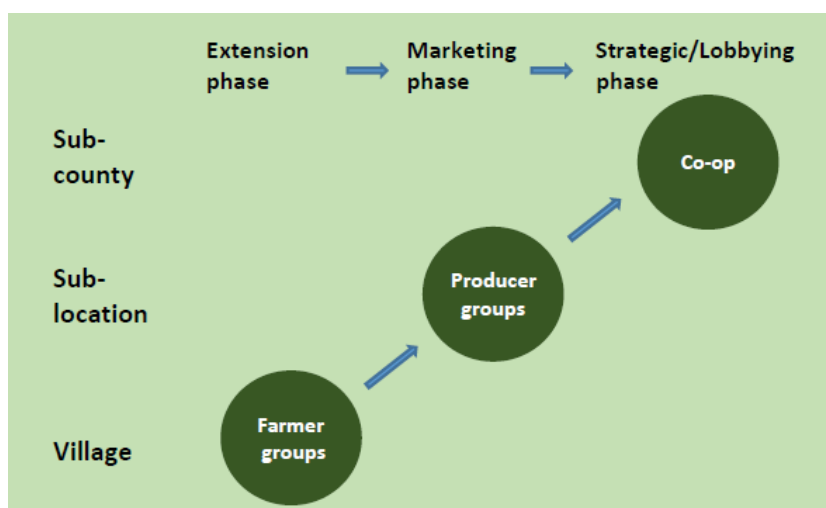 Extension
phase
Marketing
phase
Strategic/Lobbying
phase
Sub-
county
Co-op
Sub-
location
Producer
groups
Village
Farmer
groups